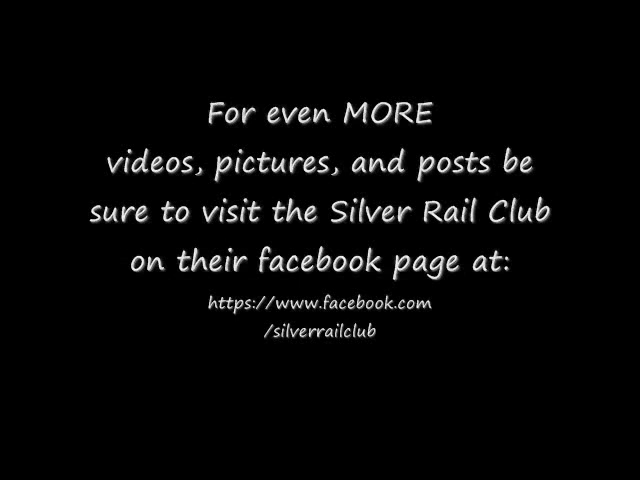 For even MORE
videos, pictures, and posts be
sure to visit the Silver Rail Club
on their facebook page at:
https://www.facebook.com
/silverrailclub